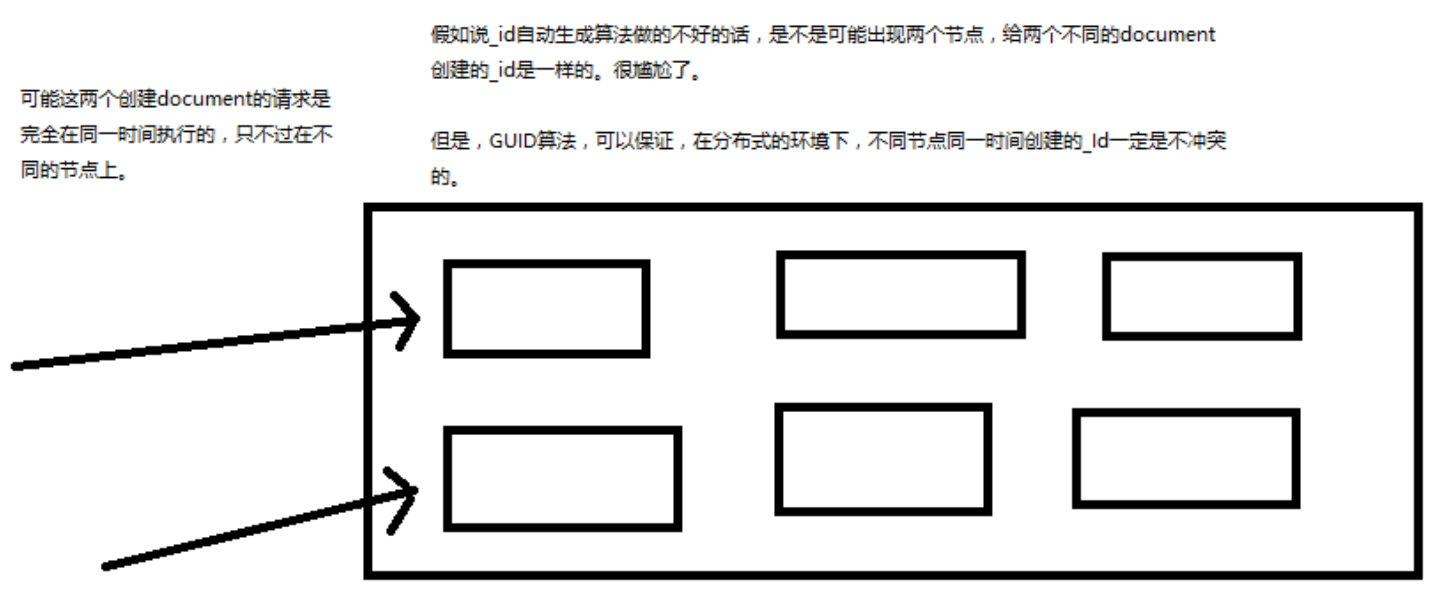 假如说_id自动生成算法做的不好的话，是不是可能出现两个节点，给两个不同的document
创建的_id是一样的。很尴尬了。
可能这两个创建document的请求是
完全在同一时间执行的，只不过在不
同的节点上。
但是，GUID算法，可以保证，在分布式的环境下，不同节点同一时间创建的_Id一定是不冲突
的。